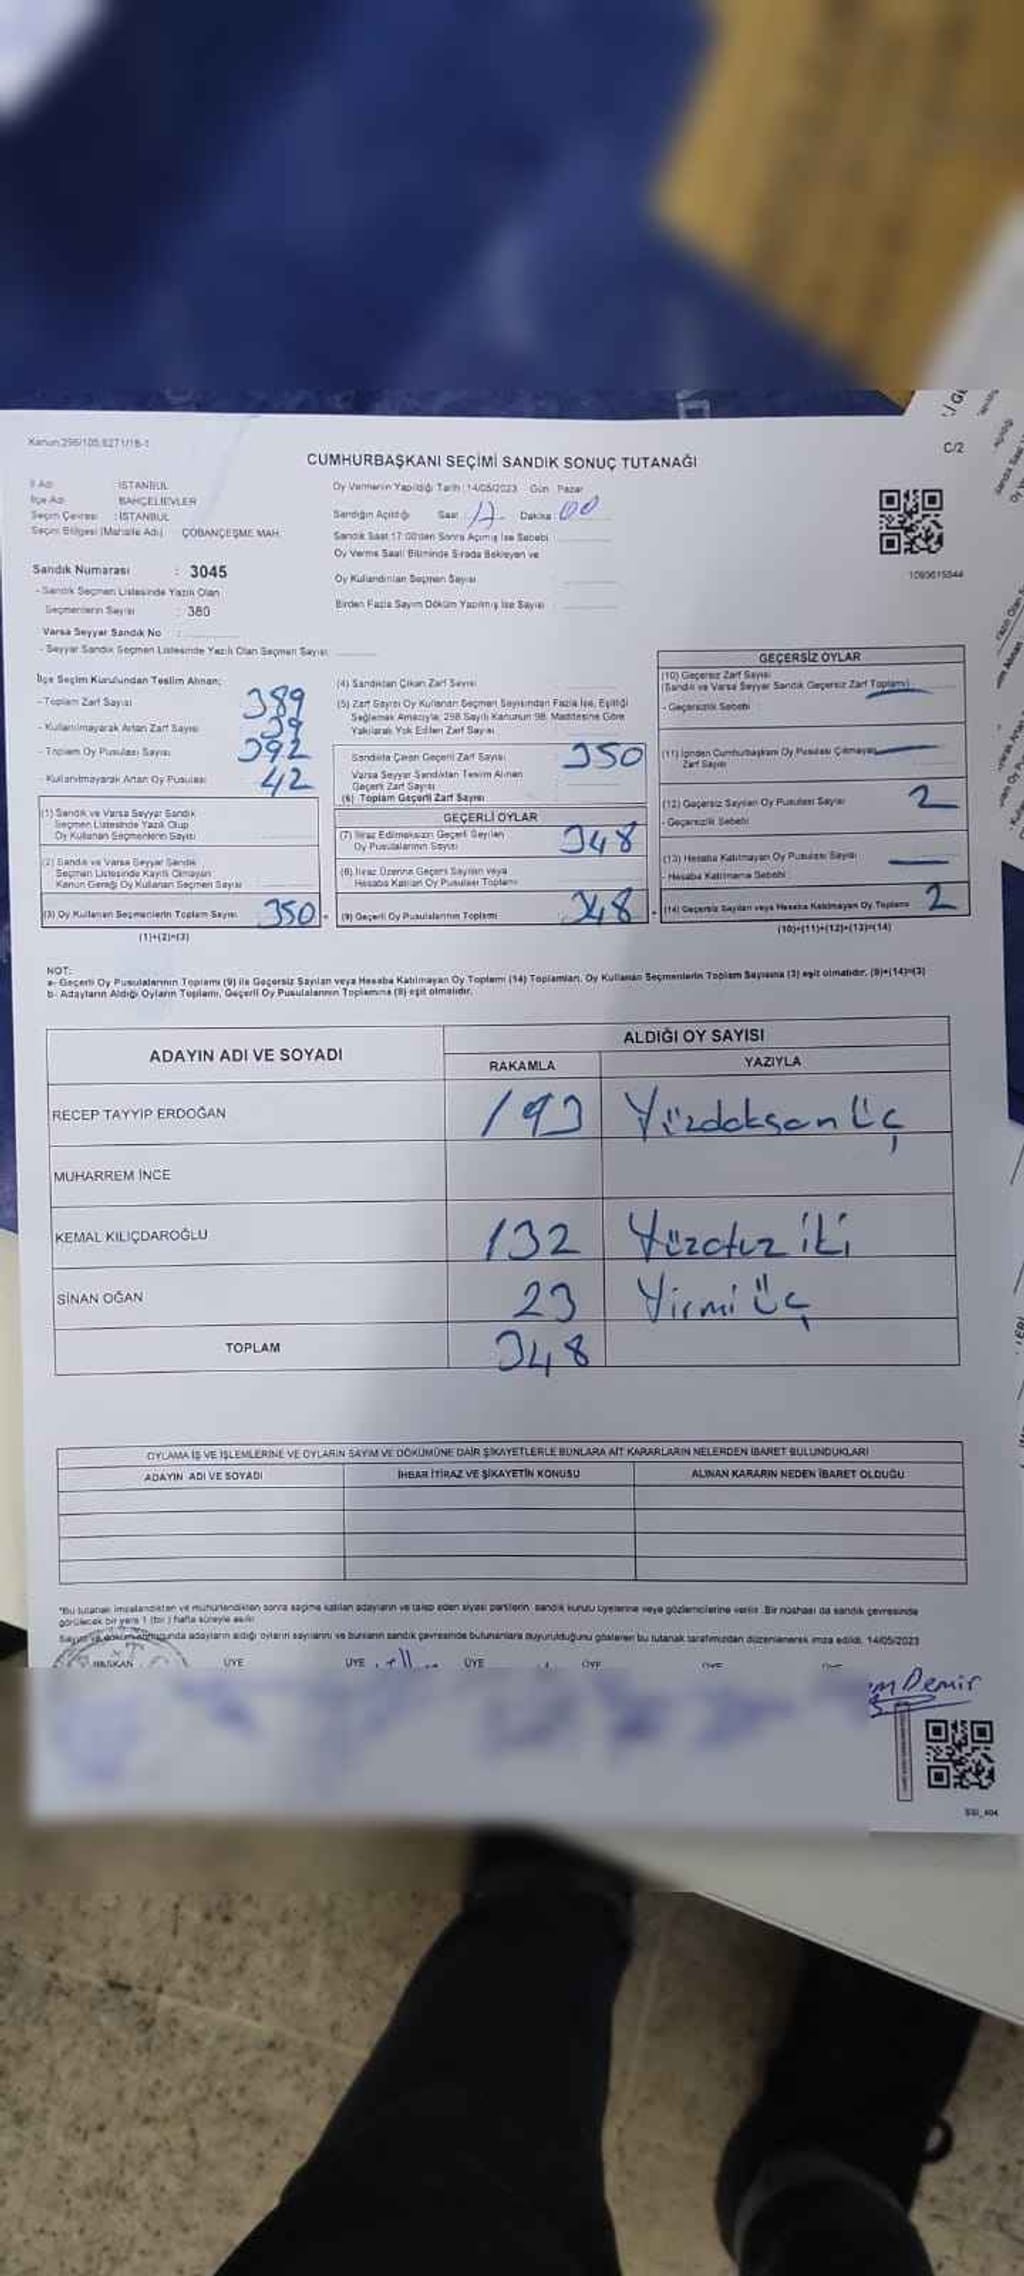 Kanun:298/105,6271/18-1
C/2
CUMHURBAŞKANI SEÇİMİ SANDIK SONUÇ TUTANAĞI
İl Adı : İSTANBUL
İlçe Adı : BAHÇELİEVLER
Seçim Çevresi : İSTANBUL
Seçim Bölgesi (Mahalle Adı) : ÇOBANÇEŞME MAH.
Sandık Numarası : 3045
- Sandık Seçmen Listesinde Yazılı Olan
Seçmenlerin Sayısı : 380
Varsa Seyyar Sandık No :
- Seyyar Sandık Seçmen Listesinde Yazılı Olan Seçmen Sayısı:
Oy Vermenin Yapıldığı Tarih: 14/05/2023 Gün: Pazar
Sandığın Açıldığı Saat: 17 Dakika: 00
Sandık Saat 17:00'den Sonra Açılmış İse Sebebi
Oy Verme Saati Bitiminde Sırada Bekleyen ve
Oy Kullandırılan Seçmen Sayısı
Birden Fazla Sayım Döküm Yapılmış İse Sayısı
1093615544
İlçe Seçim Kurulundan Teslim Alınan;
- Toplam Zarf Sayısı 389
- Kullanılmayarak Artan Zarf Sayısı 39
- Toplam Oy Pusulası Sayısı 392
- Kullanılmayarak Artan Oy Pusulası 42
(1) Sandık ve Varsa Seyyar Sandık
Seçmen Listesinde Yazılı Olup
Oy Kullanan Seçmenlerin Sayısı
(2) Sandık ve Varsa Seyyar Sandık
Seçmen Listesinde Kayıtlı Olmayan
Kanun Gereği Oy Kullanan Seçmen Sayısı
(3) Oy Kullanan Seçmenlerin Toplam Sayısı 350
(1)+(2)=(3)
(4) Sandıktan Çıkan Zarf Sayısı
(5) Zarf Sayısı Oy Kullanan Seçmen Sayısından Fazla İse, Eşitliği
Sağlamak Amacıyla; 298 Sayılı Kanunun 98. Maddesine Göre
Yakılarak Yok Edilen Zarf Sayısı
Sandıkta Çıkan Geçerli Zarf Sayısı 350
Varsa Seyyar Sandıktan Teslim Alınan
Geçerli Zarf Sayısı
(6) Toplam Geçerli Zarf Sayısı
GEÇERLİ OYLAR
(7) İtiraz Edilmeksizin Geçerli Sayılan
Oy Pusulalarının Sayısı 348
(8) İtiraz Üzerine Geçerli Sayılan veya
Hesaba Katılan Oy Pusulası Toplamı
(9) Geçerli Oy Pusulalarının Toplamı 348
GEÇERSİZ OYLAR
(10) Geçersiz Zarf Sayısı
(Sandık ve Varsa Seyyar Sandık Geçersiz Zarf Toplamı)
- Geçersizlik Sebebi
(11) İçinden Cumhurbaşkanı Oy Pusulası Çıkmayan
Zarf Sayısı
(12) Geçersiz Sayılan Oy Pusulası Sayısı 2
- Geçersizlik Sebebi
(13) Hesaba Katılmayan Oy Pusulası Sayısı
- Hesaba Katılmama Sebebi
(14) Geçersiz Sayılan veya Hesaba Katılmayan Oy Toplamı 2
(10)+(11)+(12)+(13)=(14)
NOT:
a- Geçerli Oy Pusulalarının Toplamı (9) ile Geçersiz Sayılan veya Hesaba Katılmayan Oy Toplamı (14) Toplamları, Oy Kullanan Seçmenlerin Toplam Sayısına (3) eşit olmalıdır. (9)+(14)=(3)
b- Adayların Aldığı Oyların Toplamı, Geçerli Oy Pusulalarının Toplamına (9) eşit olmalıdır.
ADAYIN ADI VE SOYADI ALDIĞI OY SAYISI
RAKAMLA YAZIYLA
RECEP TAYYİP ERDOĞAN 193 Yüzdoksan Üç
MUHARREM İNCE
KEMAL KILIÇDAROĞLU 132 Yüzotuz iki
SİNAN OĞAN 23 Yirmi Üç
TOPLAM 348
OYLAMA İŞ VE İŞLEMLERİNE VE OYLARIN SAYIM VE DÖKÜMÜNE DAİR ŞİKAYETLERLE BUNLARA AİT KARARLARIN NELERDEN İBARET BULUNDUKLARI
ADAYIN ADI VE SOYADI İHBAR İTİRAZ VE ŞİKAYETİN KONUSU ALINAN KARARIN NEDEN İBARET OLDUĞU
*Bu tutanak imzalandıktan ve mühürlendikten sonra seçime katılan adayların ve talep eden siyasi partilerin, sandık kurulu üyelerine veya gözlemcilerine verilir. Bir nüshası da sandık çevresinde
görülecek bir yere 1 (bir) hafta süreyle asılır.
adayların aldığı oyların sayılarını ve bunların sandık çevresinde bulunanlara duyurulduğunu gösteren bu tutanak tarafımızdan düzenlenerek imza edildi. 14/05/2023
BAŞKAN ÜYE ÜYE ÜYE ÜYE ÜYE
Demir